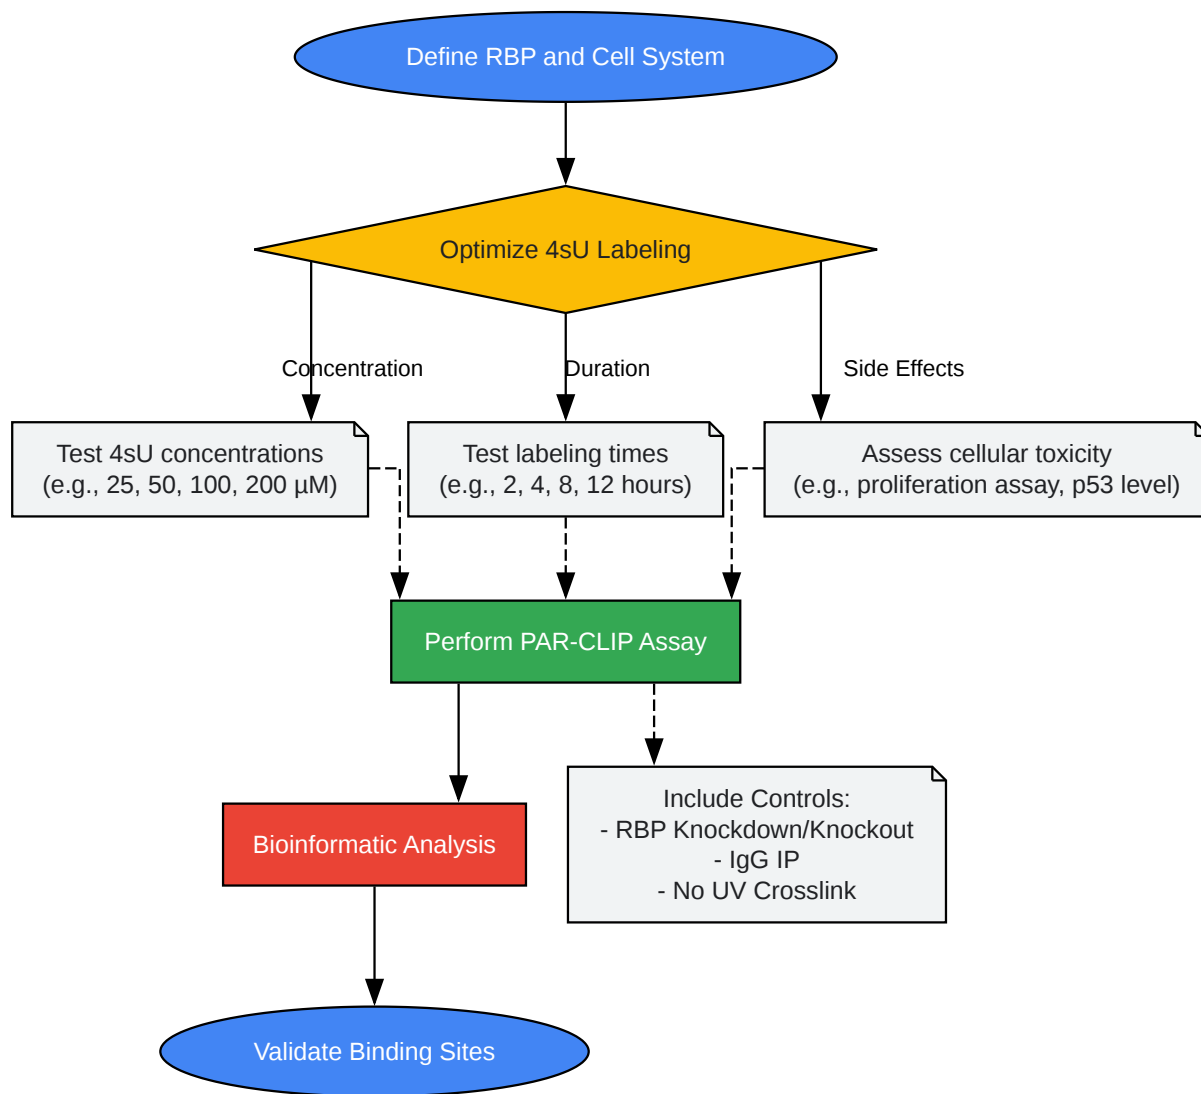 Define RBP and Cell System
Optimize 4sU Labeling
Concentration
Duration
Side Effects
Test 4sU concentrations
(e.g., 25, 50, 100, 200 µM)
Test labeling times
(e.g., 2, 4, 8, 12 hours)
Assess cellular toxicity
(e.g., proliferation assay, p53 level)
Perform PAR-CLIP Assay
Include Controls:
- RBP Knockdown/Knockout
- IgG IP
- No UV Crosslink
Bioinformatic Analysis
Validate Binding Sites